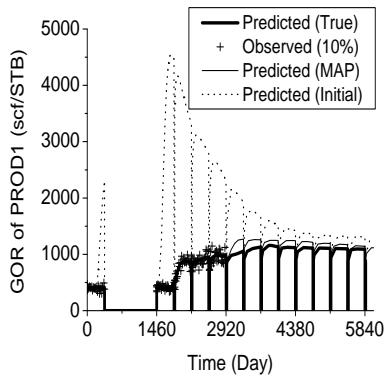 Predicted (True)
Observed (10%)
Predicted (MAP)
Predicted (Initial)
GOR of PROD1 (scf/STB)
5000
4000
3000
2000
1000
0
0 1460 2920 4380 5840
Time (Day)